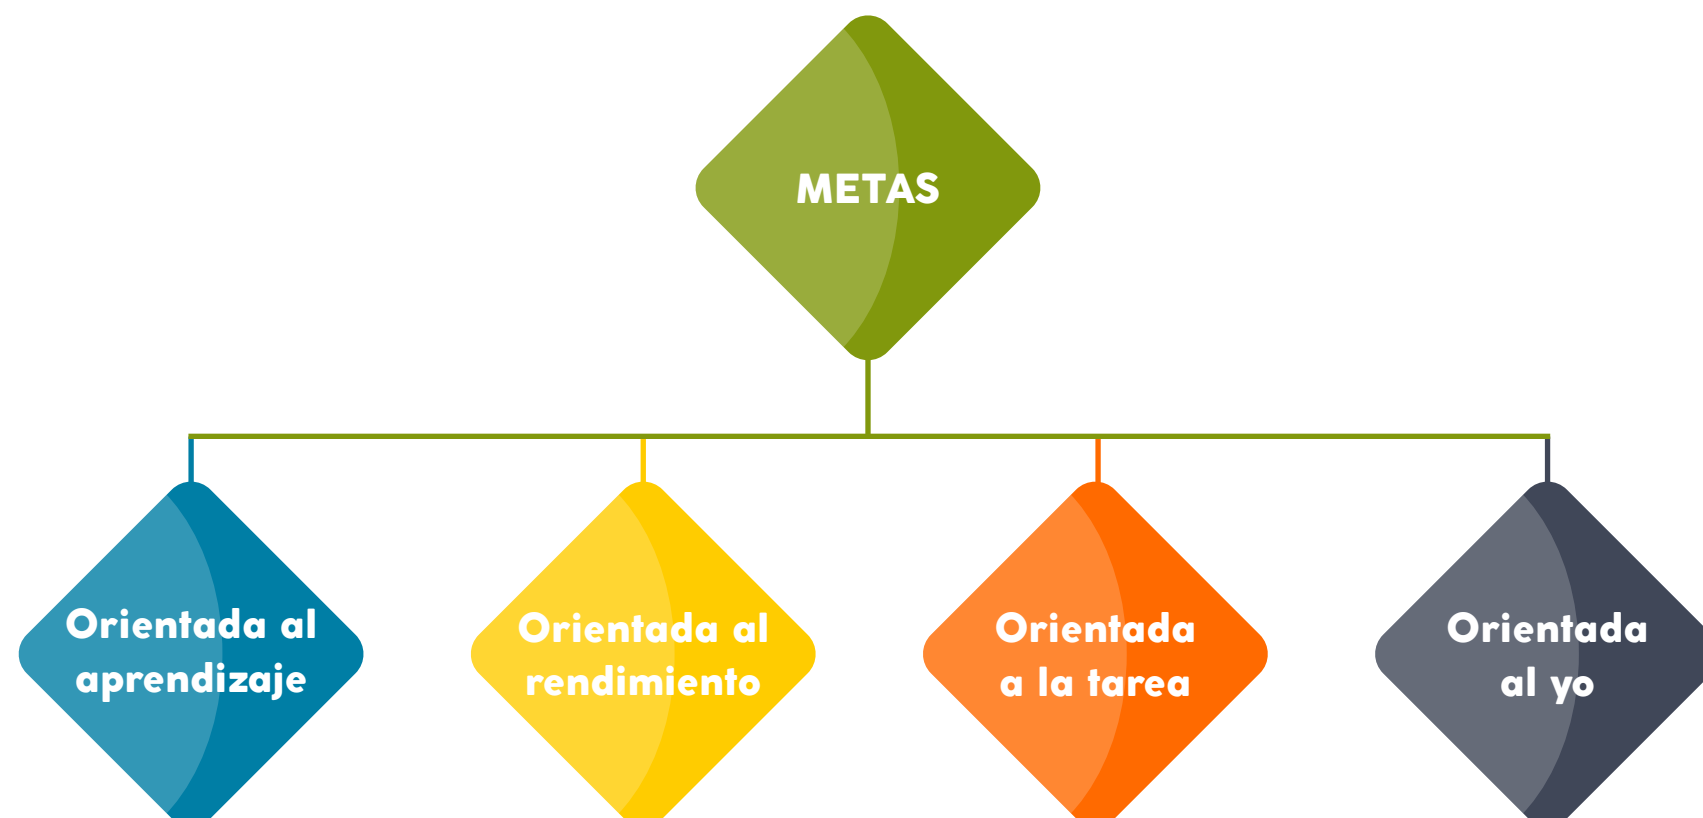 METAS
Orientada al
aprendizaje
Orientada al
rendimiento
Orientada
a la tarea
Orientada
al yo